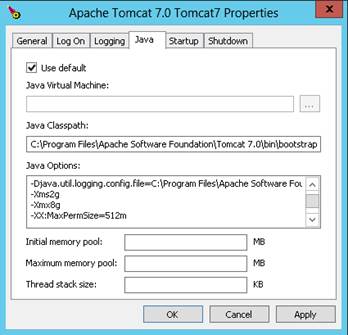 Apache Tomcat 7.0 Tomcat7 Properties
x
General Log On Logging Java Startup Shutdown
Use default
Java Virtual Machine:
...
Java Classpath:
C:\Program Files\Apache Software Foundation\Tomcat 7.0\bin\bootstrap
Java Options:
-Djava.util.logging.config.file=C:\Program Files\Apache Software Fou
-Xms2g
-Xmx8g
-XX:MaxPermSize=512m
Initial memory pool: MB
Maximum memory pool: MB
Thread stack size: KB
OK Cancel Apply